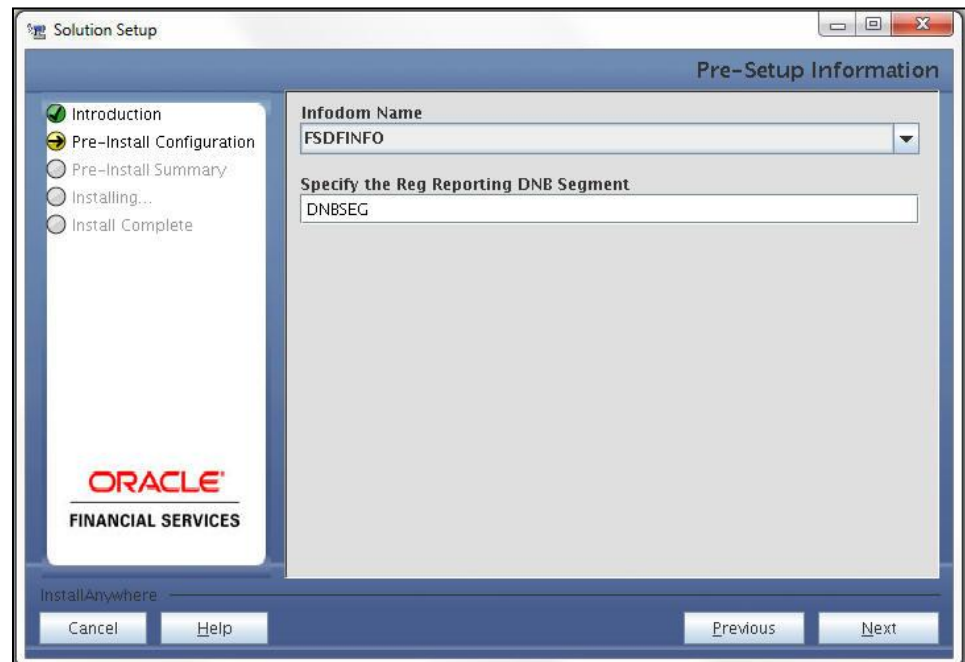 Solution Setup
Pre-Setup Information
Introduction
Pre-Install Configuration
Pre-Install Summary
Installing...
Install Complete
ORACLE
FINANCIAL SERVICES
Infodom Name
FSDFINFO
Specify the Reg Reporting DNB Segment
DNBSEG
InstallAnywhere
Cancel
Help
Previous
Next